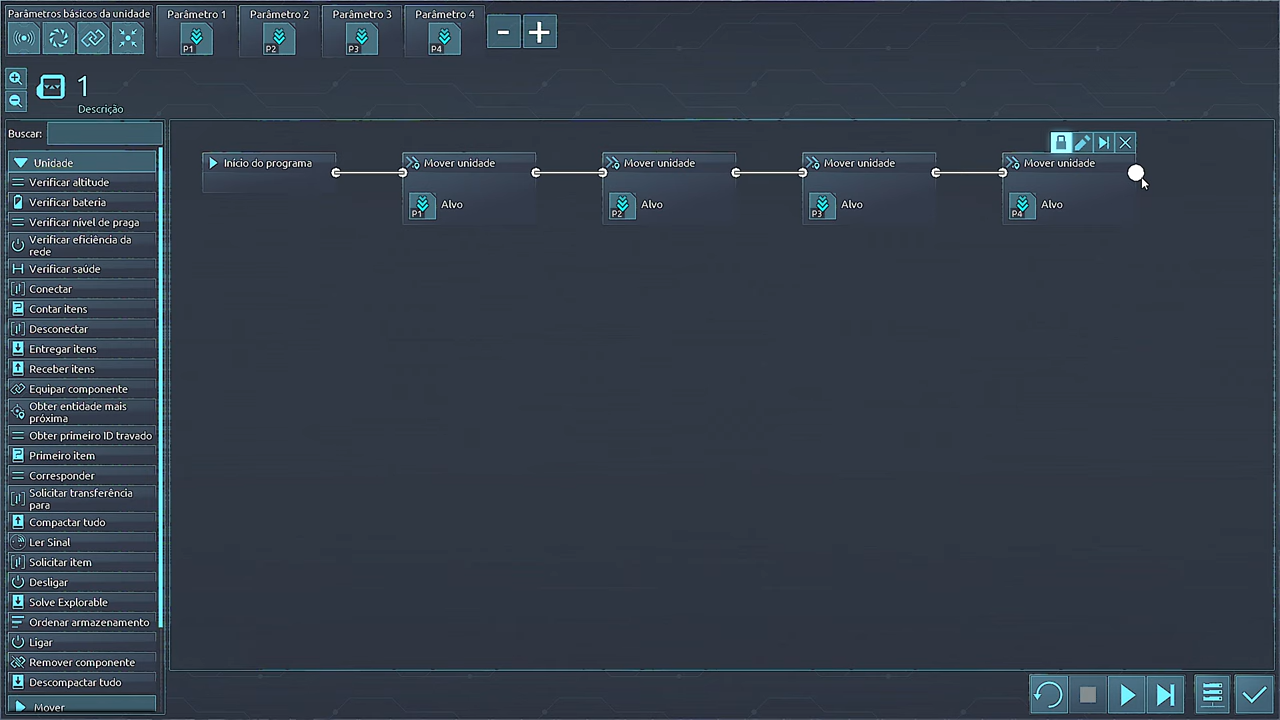 Parâmetros básicos da unidade
Parâmetro 1
Parâmetro 2
Parâmetro 3
Parâmetro 4
P1
P2
P3
P4
1
Descrição
Buscar:
Unidade
Verificar altitude
Verificar bateria
Verificar nível de praga
Verificar eficiência da
rede
Verificar saúde
Conectar
Contar itens
Desconectar
Entregar itens
Receber itens
Equipar componente
Obter entidade mais
próxima
Obter primeiro ID travado
Primeiro item
Corresponder
Solicitar transferência
para
Compactar tudo
Ler Sinal
Solicitar item
Desligar
Solve Explorable
Ordenar armazenamento
Ligar
Remover componente
Descompactar tudo
Mover
Início do programa
Mover unidade
P1
Alvo
Mover unidade
P2
Alvo
Mover unidade
P3
Alvo
Mover unidade
P4
Alvo